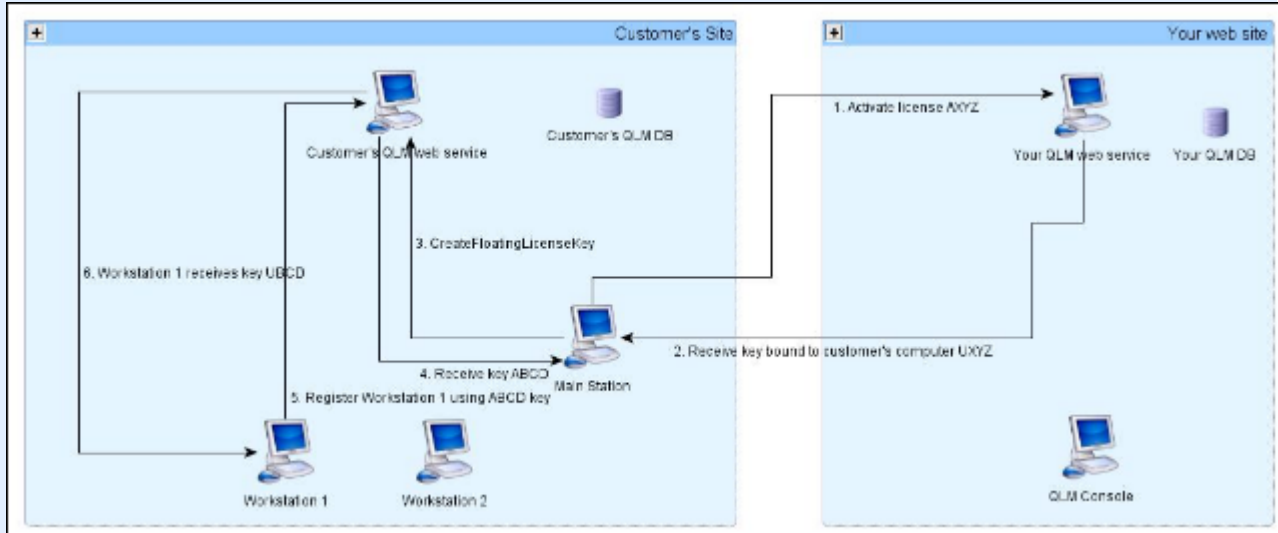 Customer's Site
Your web site
1. Activate license AXYZ
Customer's QLM DB
Customer's QLM web service
Your QLM web service
Your QLM DB
3. CreateFloatingLicenseKey
6. Workstation 1 receives key UBCD
2. Receive key bound to customer's computer UXYZ
4. Receive key ABCD
Main Station
5. Register Workstation 1 using ABCD key
Workstation 1
Workstation 2
QLM Console